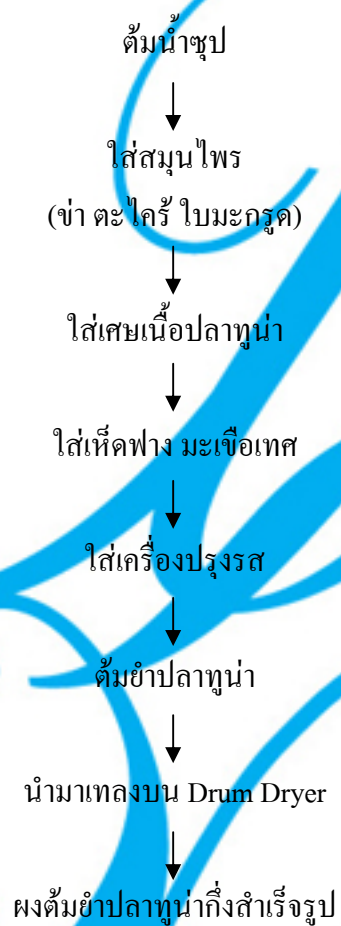 ต้มน้ำซุป
ใส่สมุนไพร
(ข่า ตะไคร้ ใบมะกรูด)
ใส่เศษเนื้อปลาทูน่า
ใส่เห็ดฟาง มะเขือเทศ
ใส่เครื่องปรุงรส
ต้มยำปลาทูน่า
นำมาเทลงบน Drum Dryer
ผงต้มยำปลาทูน่ากึ่งสำเร็จรูป